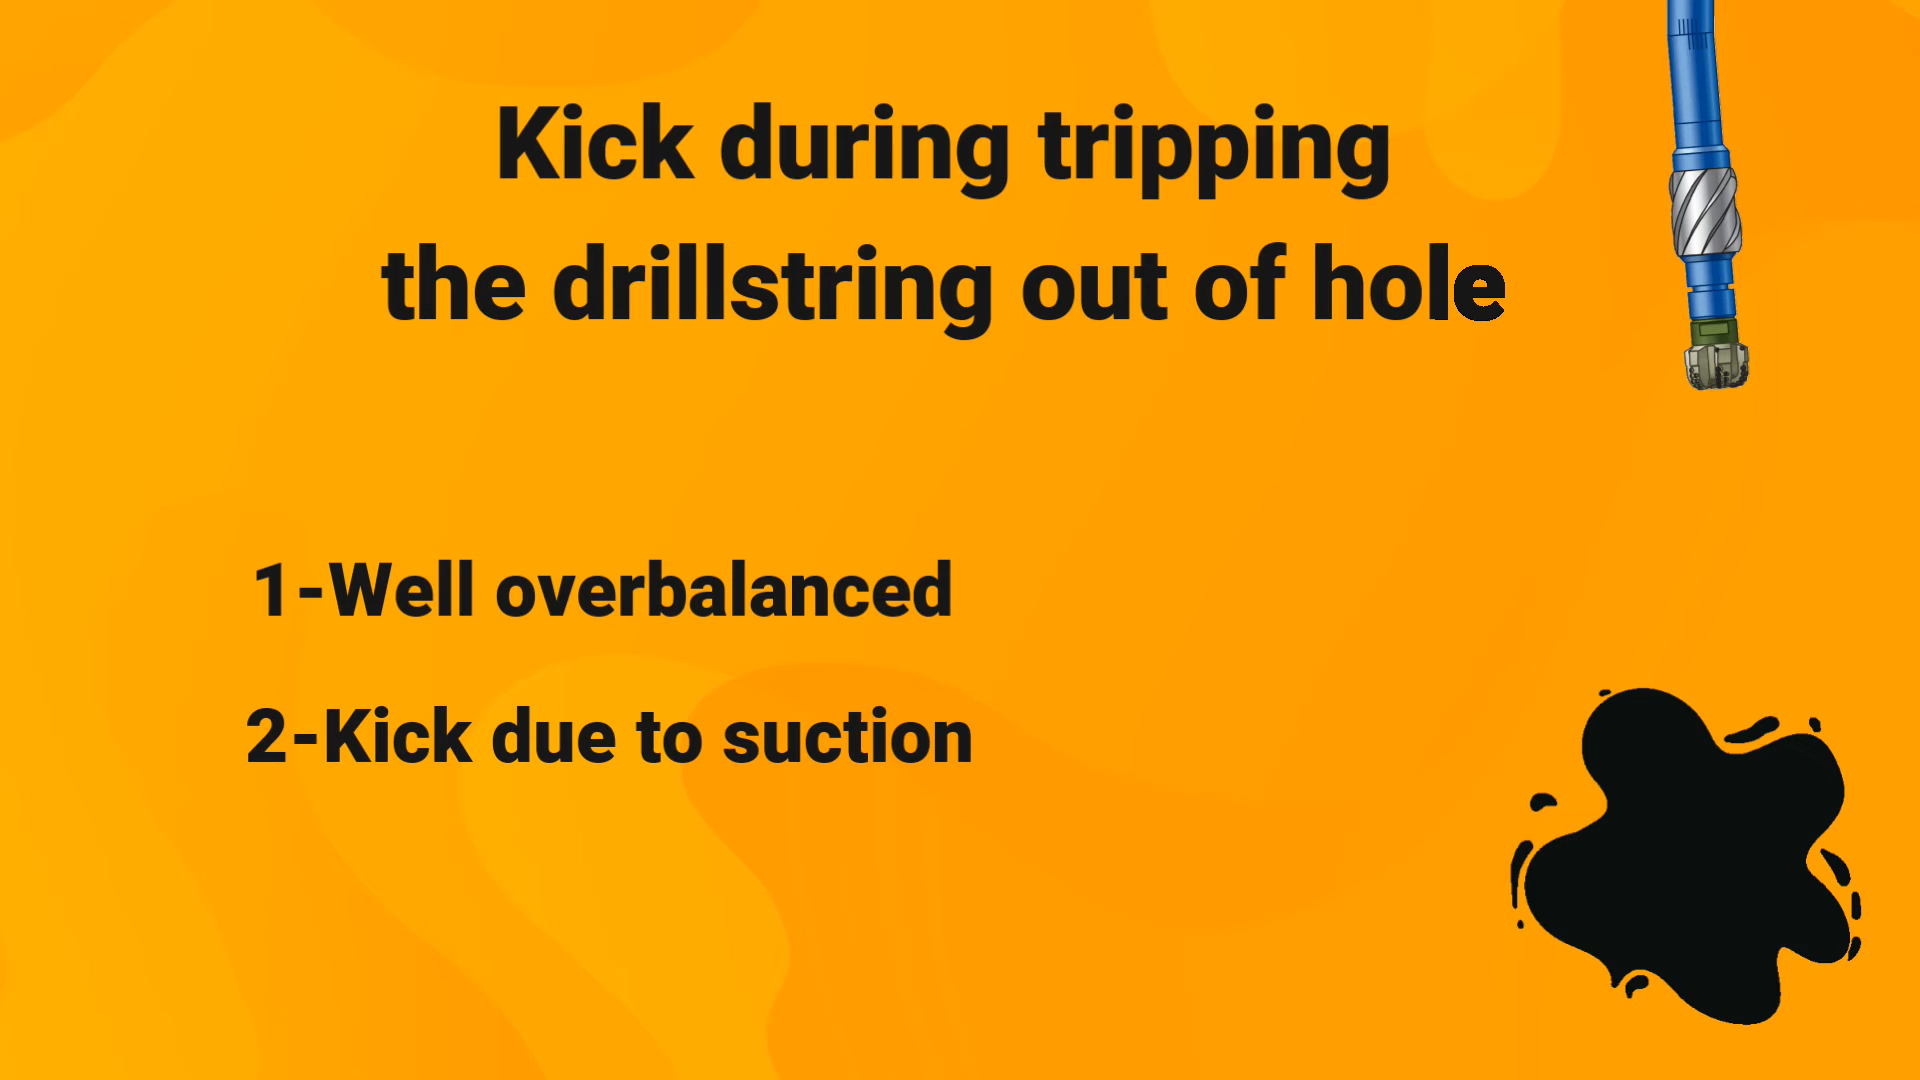 Kick during tripping
the drillstring out of hole
1-Well overbalanced
2-Kick due to suction